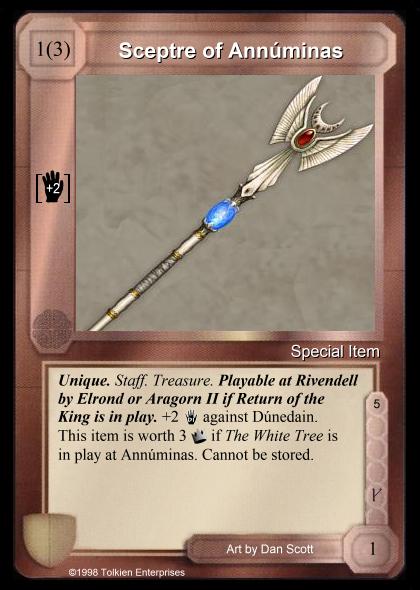 1(3)
Sceptre of Annúminas
[+2]
Special Item
Unique. Staff. Treasure. Playable at Rivendell
by Elrond or Aragorn II if Return of the
King is in play. +2 against Dúnedain.
This item is worth 3 if The White Tree is
in play at Annúminas. Cannot be stored.
5
Art by Dan Scott
1
©1998 Tolkien Enterprises